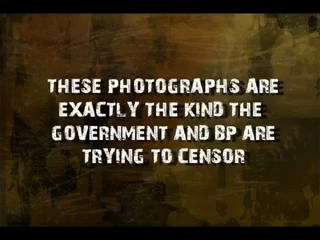 THESE PHOTOGRAPHS ARE
EXACTLY THE KIND THE
GOVERNMENT AND BP ARE
TRYING TO CENSOR